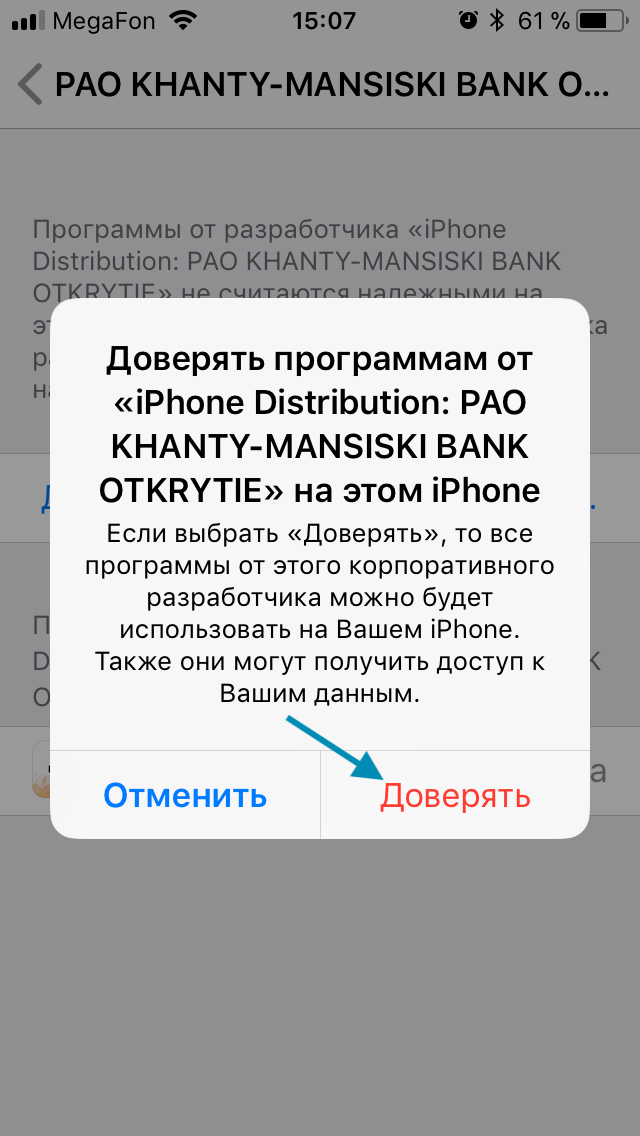 MegaFon 15:07 61 %
PAO KHANTY-MANSISKI BANK O...
Программы от разработчика «iPhone
Distribution: PAO KHANTY-MANSISKI BANK
OTKRYTIE» не считаются надежными на
Доверять программам от
«iPhone Distribution: PAO
KHANTY-MANSISKI BANK
OTKRYTIE» на этом iPhone
Если выбрать «Доверять», то все
программы от этого корпоративного
разработчика можно будет
использовать на Вашем iPhone.
Также они могут получить доступ к
Вашим данным.
Отменить Доверять